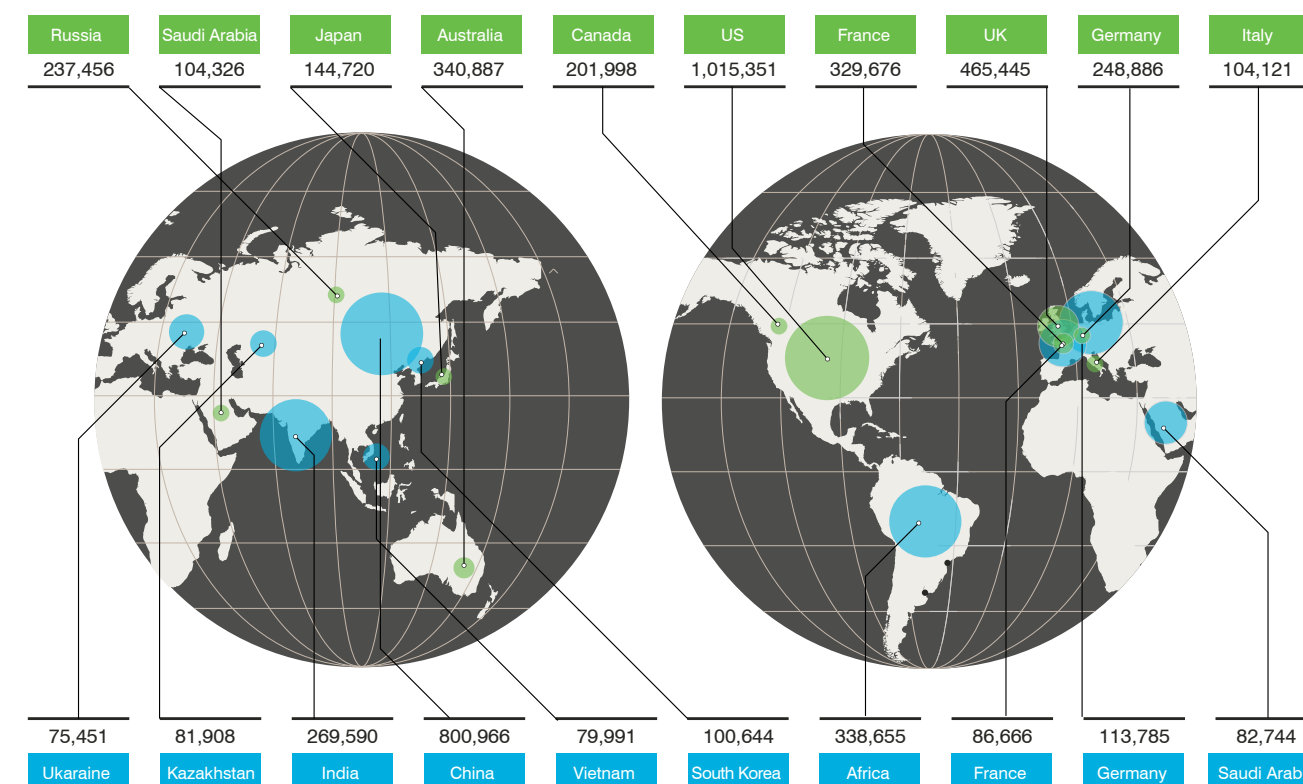 Russia Saudi Arabia Japan Australia Canada US France UK Germany Italy
237,456 104,326 144,720 340,887 201,998 1,015,351 329,676 465,445 248,886 104,121
75,451 81,908 269,590 800,966 79,991 100,644 338,655 86,666 113,785 82,744
Ukaraine Kazakhstan India China Vietnam South Korea Africa France Germany Saudi Arab